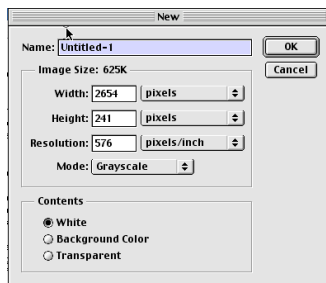 New
Name: Untitled-1
OK
Image Size: 625K
Cancel
Width: 2654 pixels
Height: 241 pixels
Resolution: 576 pixels/inch
Mode: Grayscale
Contents
White
Background Color
Transparent